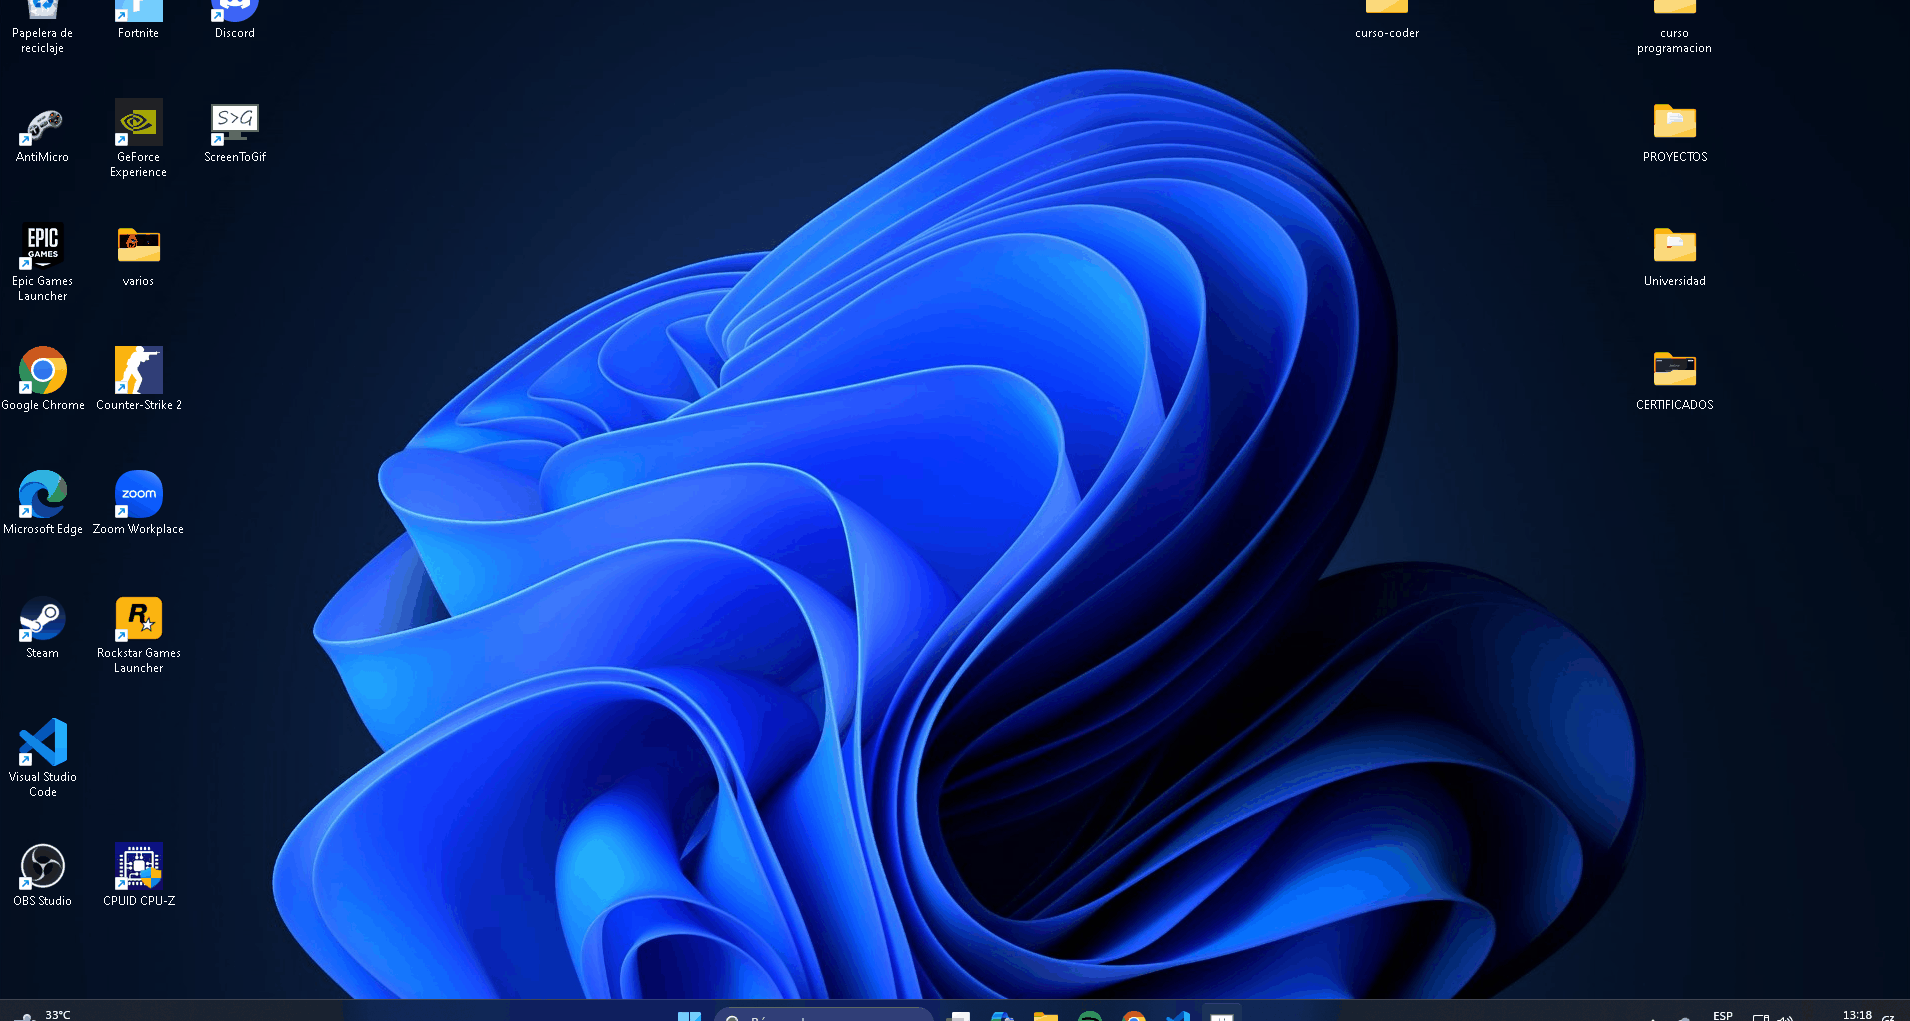 Papelera de
reciclaje
Fortnite
Discord
curso-coder
curso
programacion
AntiMicro
GeForce
Experience
S>G
ScreenToGif
PROYECTOS
EPIC
GAMES
Epic Games
Launcher
varios
Universidad
Google Chrome
Counter-Strike 2
CERTIFICADOS
Microsoft Edge
zoom
Zoom Workplace
Steam
R
Rockstar Games
Launcher
Visual Studio
Code
OBS Studio
CPUID CPU-Z
33°C
ESP
13:18